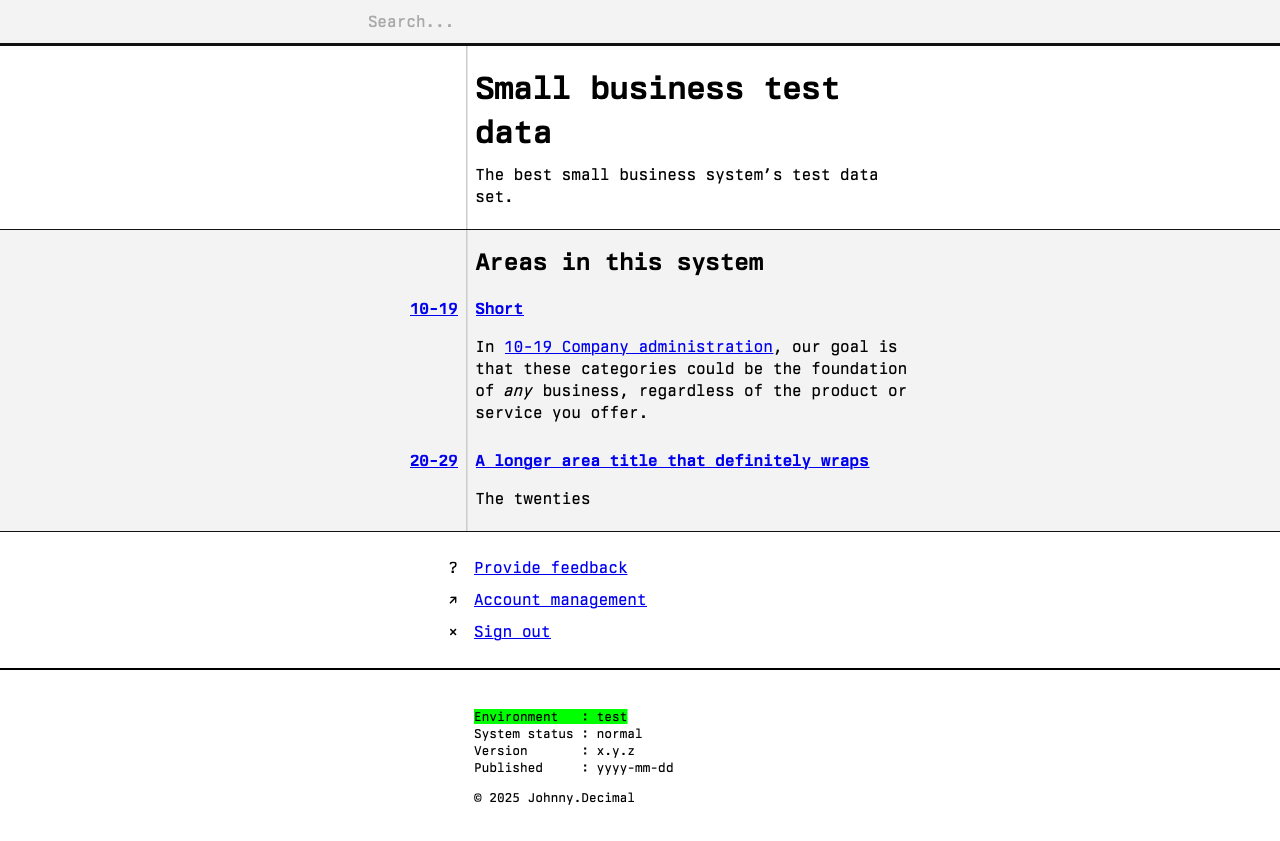 Search...
Small business test
data
The best small business system’s test data
set.
Areas in this system
10-19 Short
In 10-19 Company administration, our goal is
that these categories could be the foundation
of any business, regardless of the product or
service you offer.
20-29 A longer area title that definitely wraps
The twenties
? Provide feedback
↗ Account management
× Sign out
Environment : test
System status : normal
Version : x.y.z
Published : yyyy-mm-dd
© 2025 Johnny.Decimal